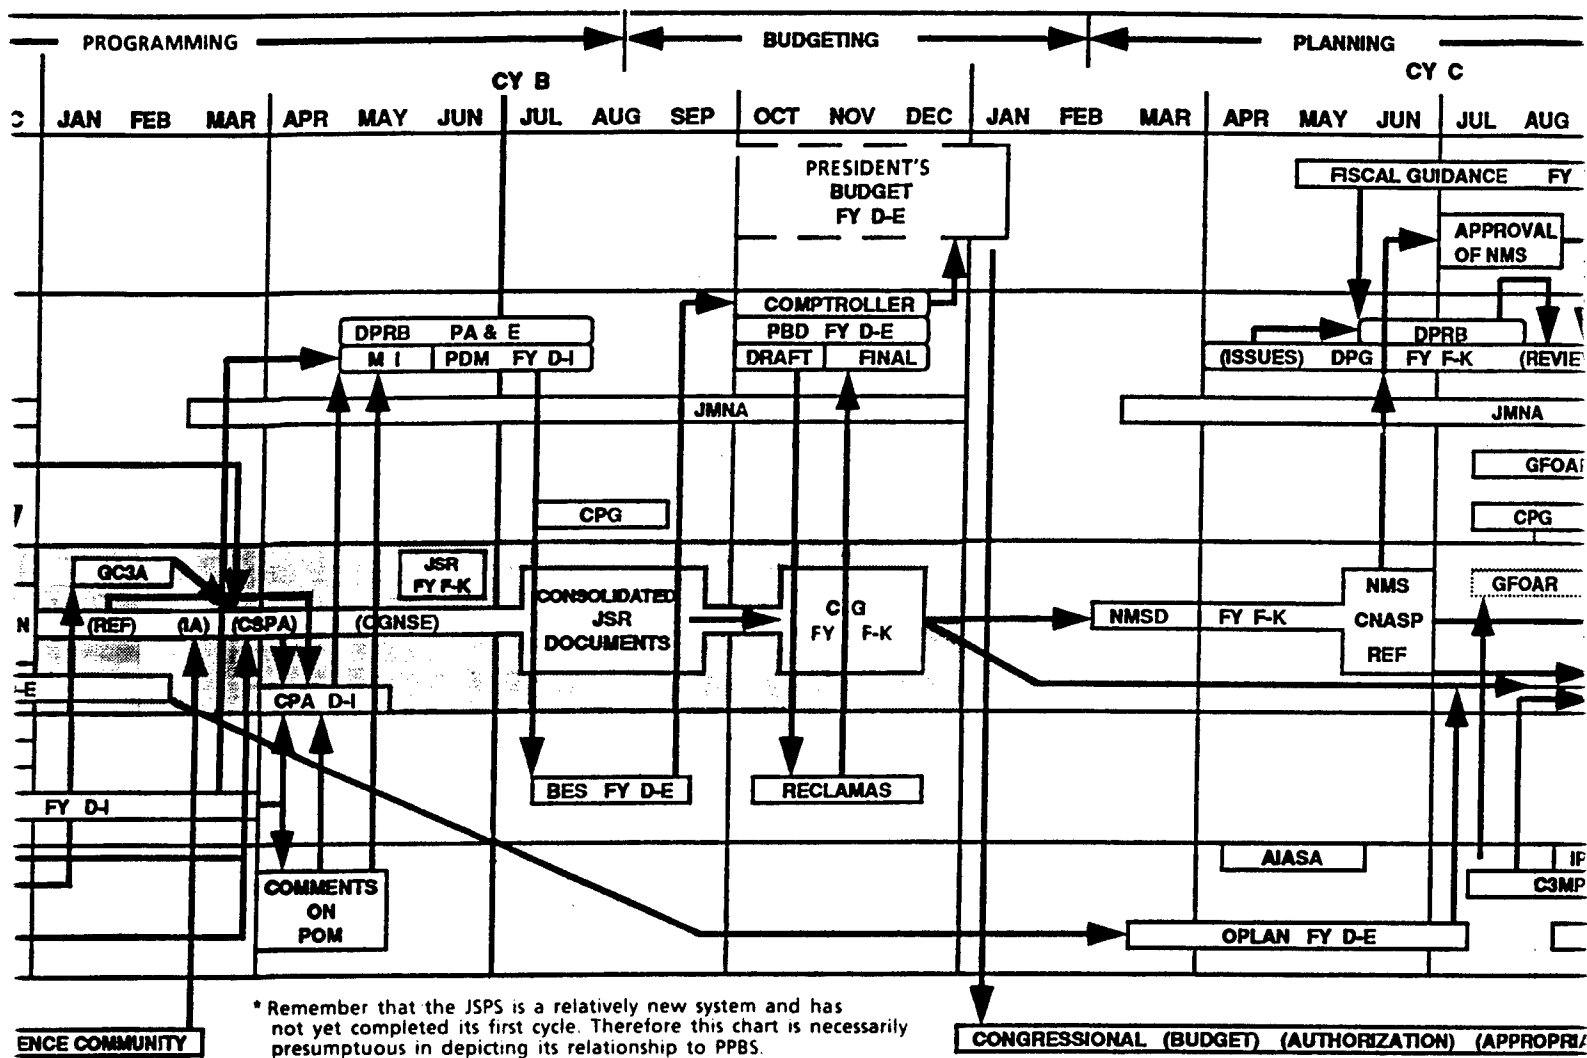 PROGRAMMING BUDGETING PLANNING
CY B CY C
JAN FEB MAR APR MAY JUN JUL AUG SEP OCT NOV DEC JAN FEB MAR APR MAY JUN JUL AUG
PRESIDENT'S
BUDGET
FY D-E
FISCAL GUIDANCE FY
APPROVAL
OF NMS
COMPTROLLER
DPRB PA & E
PBD FY D-E
DPRB
M I PDM FY D-I
DRAFT FINAL
(ISSUES) DPG FY F-K
JMNA
JMNA
CPG
CPG
GC3A
JSR
FY F-K
GFOAR
(REF) (IA) (CSPA) (CGNSE)
CONSOLIDATED
JSR
DOCUMENTS
FY F-K
NMSD FY F-K
NMS
CNASP
REF
CPA D-I
BES FY D-E
RECLAMAS
FY D-I
AIASA
COMMENTS
ON
POM
OPLAN FY D-E
* Remember that the JSPS is a relatively new system and has
not yet completed its first cycle. Therefore this chart is necessarily
presumptuous in depicting its relationship to PPBS.
ENCE COMMUNITY
CONGRESSIONAL (BUDGET) (AUTHORIZATION)